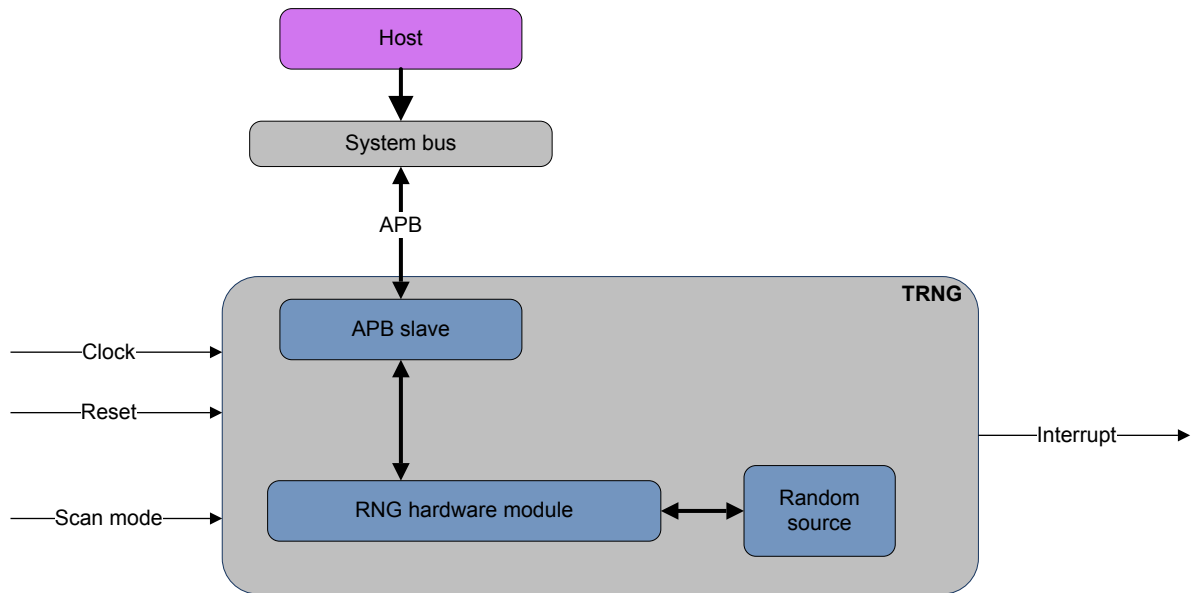 Host
System bus
APB
TRNG
APB slave
Clock
Reset
Interrupt
RNG hardware module
Random
source
Scan mode